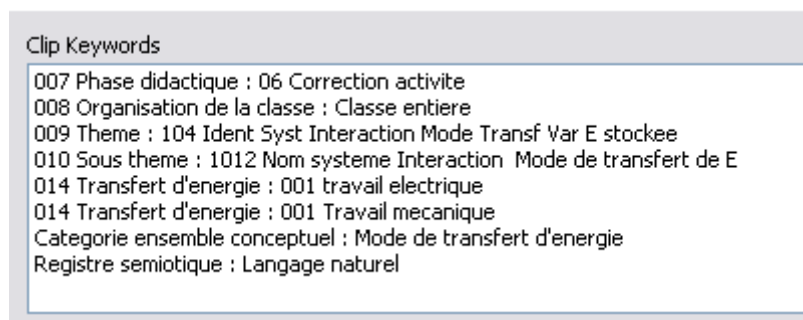 Clip Keywords
007 Phase didactique : 06 Correction activite
008 Organisation de la classe : Classe entiere
009 Theme : 104 Ident Syst Interaction Mode Transf Var E stockee
010 Sous theme : 1012 Nom systeme Interaction  Mode de transfert de E
014 Transfert d'energie : 001 travail electrique
014 Transfert d'energie : 001 Travail mecanique
Categorie ensemble conceptuel : Mode de transfert d'energie
Registre semiotique : Langage naturel